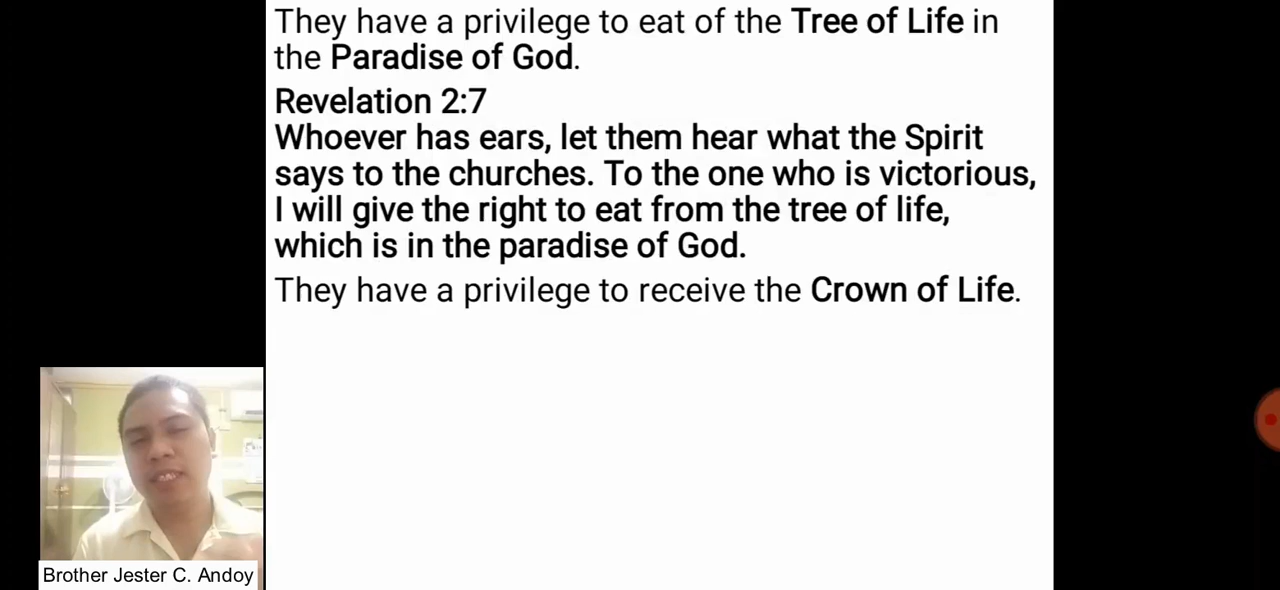 They have a privilege to eat of the Tree of Life in
the Paradise of God.
Revelation 2:7
Whoever has ears, let them hear what the Spirit
says to the churches. To the one who is victorious,
I will give the right to eat from the tree of life,
which is in the paradise of God.
They have a privilege to receive the Crown of Life.
Brother Jester C. Andoy